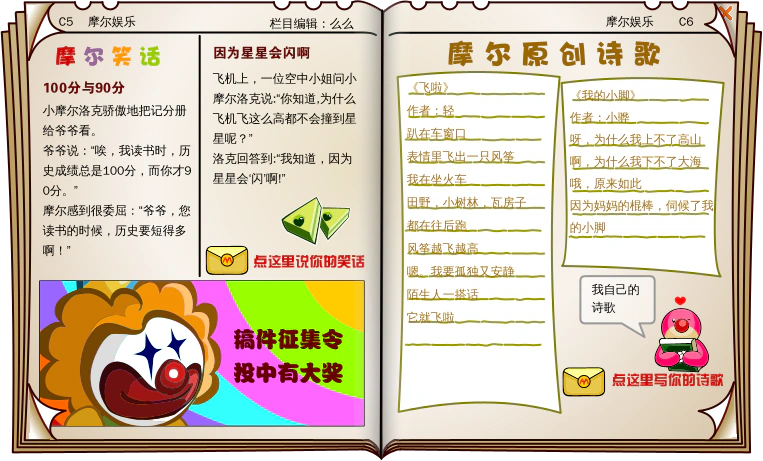 C5 摩尔娱乐
栏目编辑：么么
摩尔笑话
100分与90分
小摩尔洛克骄傲地把记分册
给爷爷看。
爷爷说：“唉，我读书时，历
史成绩总是100分，而你才9
0分。”
摩尔感到很委屈：“爷爷，您
读书的时候，历史要短得多
啊！”
因为星星会闪啊
飞机上，一位空中小姐问小
摩尔洛克说:“你知道,为什么
飞机飞这么高都不会撞到星
星呢？”
洛克回答到:“我知道，因为
星星会‘闪’啊!”
点这里说你的笑话
稿件征集令
投中有大奖
摩尔娱乐 C6
摩尔原创诗歌
《飞啦》
作者：轻
趴在车窗口
表情里飞出一只风筝
我在坐火车
田野，小树林，瓦房子
都在往后跑
风筝越飞越高
嗯，我要孤独又安静
陌生人一搭话
它就飞啦
《我的小脚》
作者：小骅
呀，为什么我上不了高山
啊，为什么我下不了大海
哦，原来如此
因为妈妈的棍棒，伺候了我
的小脚
我自己的
诗歌
点这里写你的诗歌